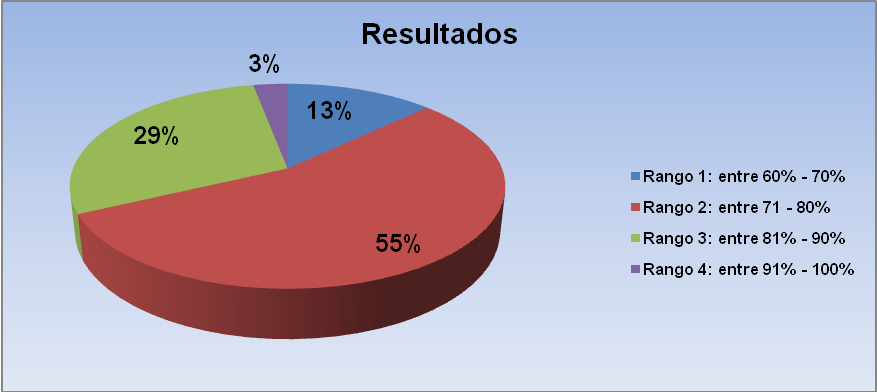 Resultados
3%
13%
29%
55%
Rango 1: entre 60% - 70%
Rango 2: entre 71 - 80%
Rango 3: entre 81% - 90%
Rango 4: entre 91% - 100%